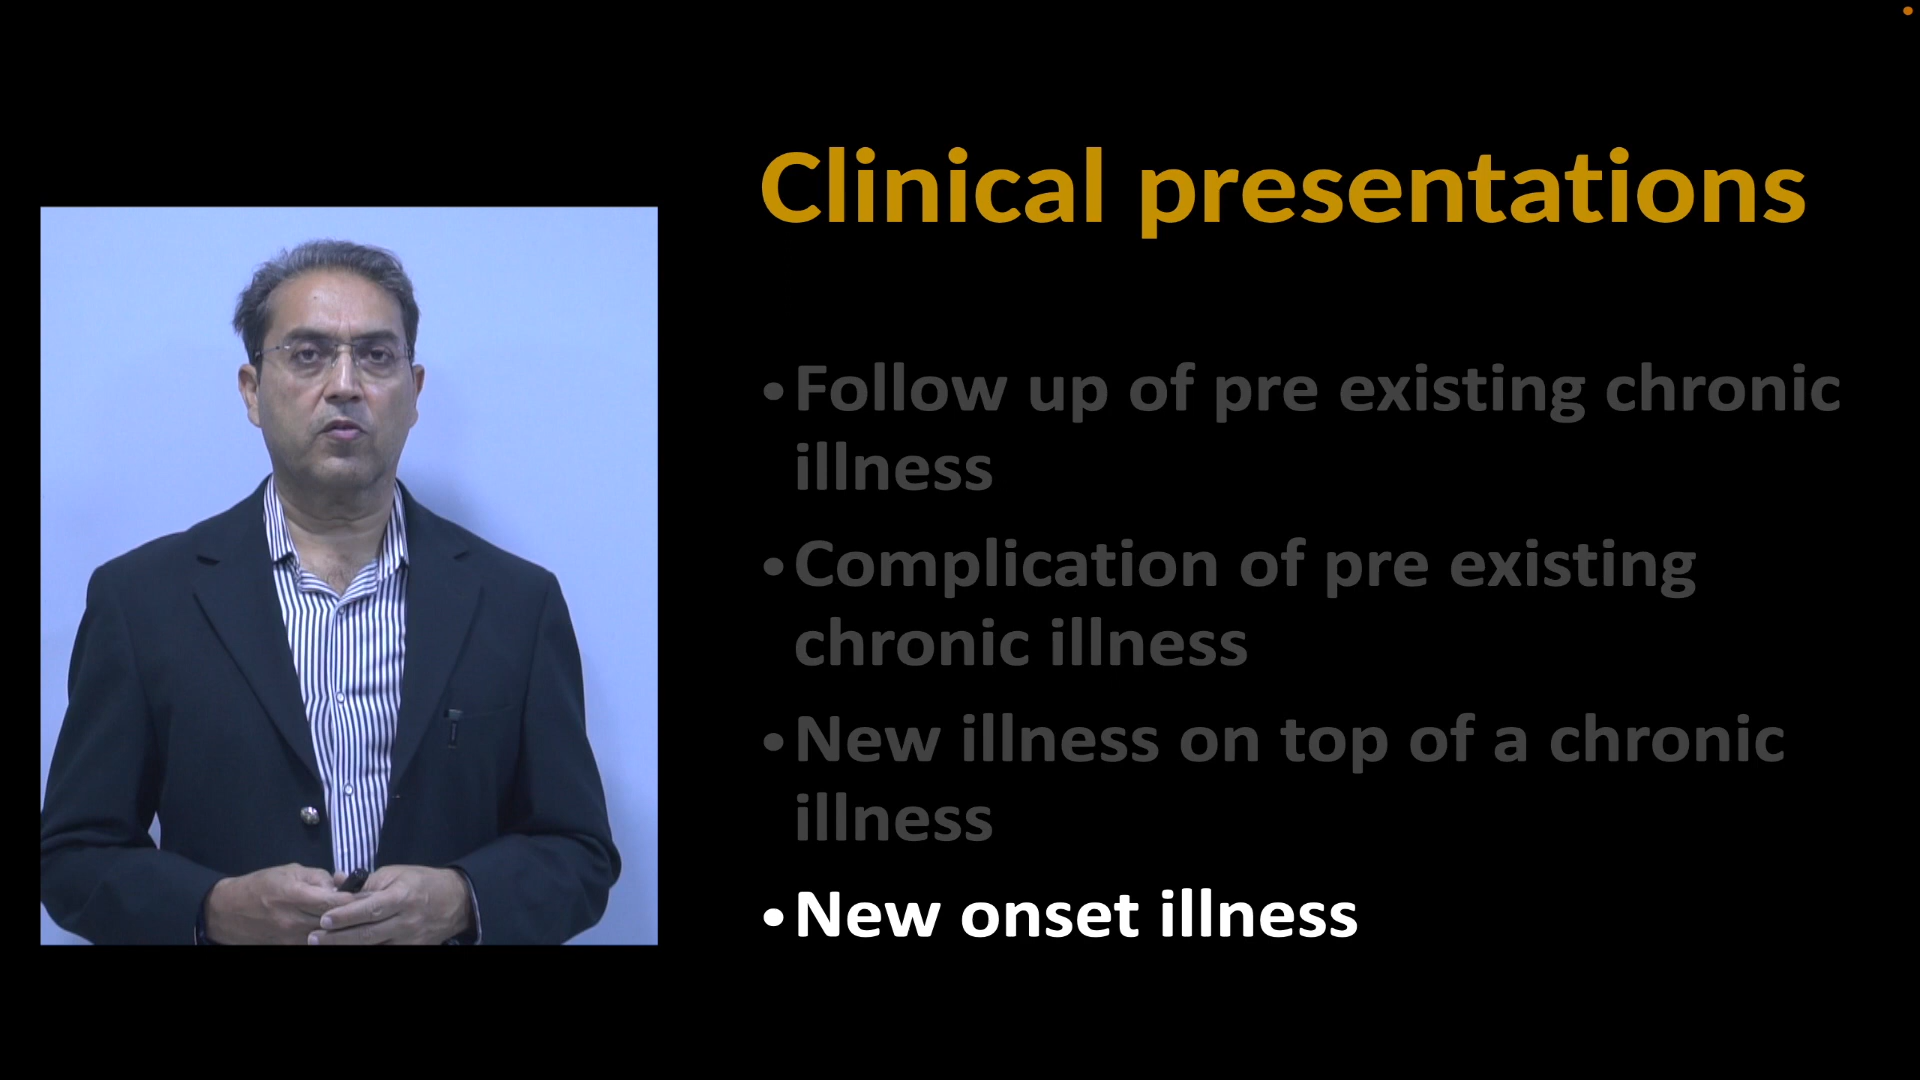 Clinical presentations
•Follow up of pre existing chronic
illness
•Complication of pre existing
chronic illness
•New illness on top of a chronic
illness
•New onset illness